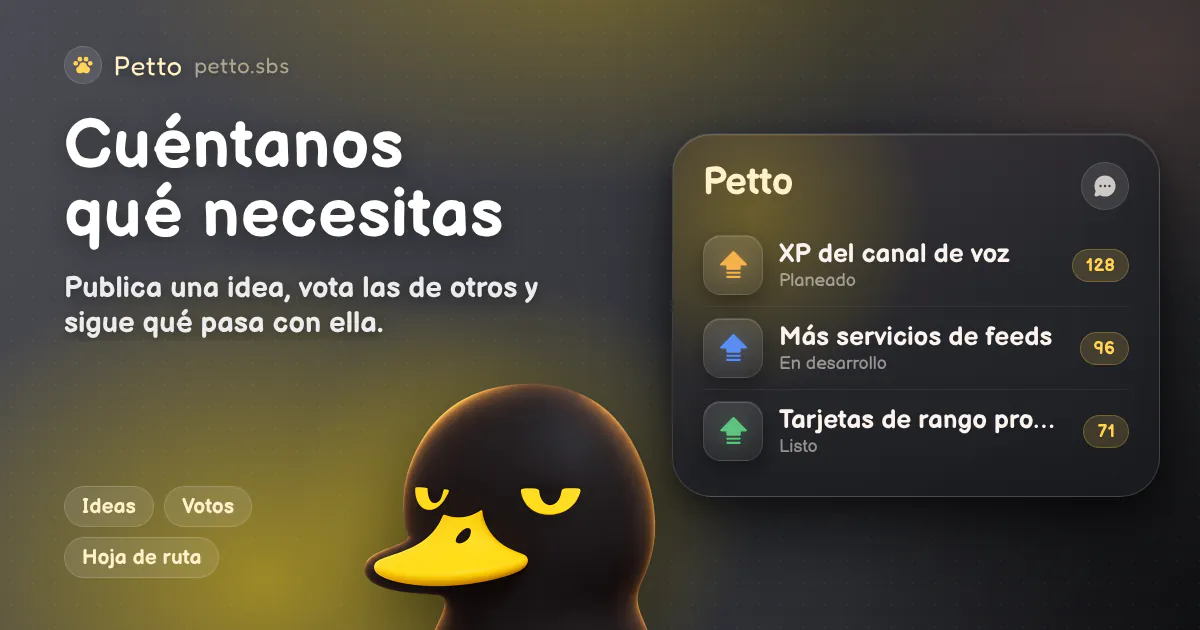 Petto petto.sbs
Cuéntanos
qué necesitas
Publica una idea, vota las de otros y
sigue qué pasa con ella.
Ideas
Votos
Hoja de ruta
Petto
XP del canal de voz
Planeado
128
Más servicios de feeds
En desarrollo
96
Tarjetas de rango pro...
Listo
71